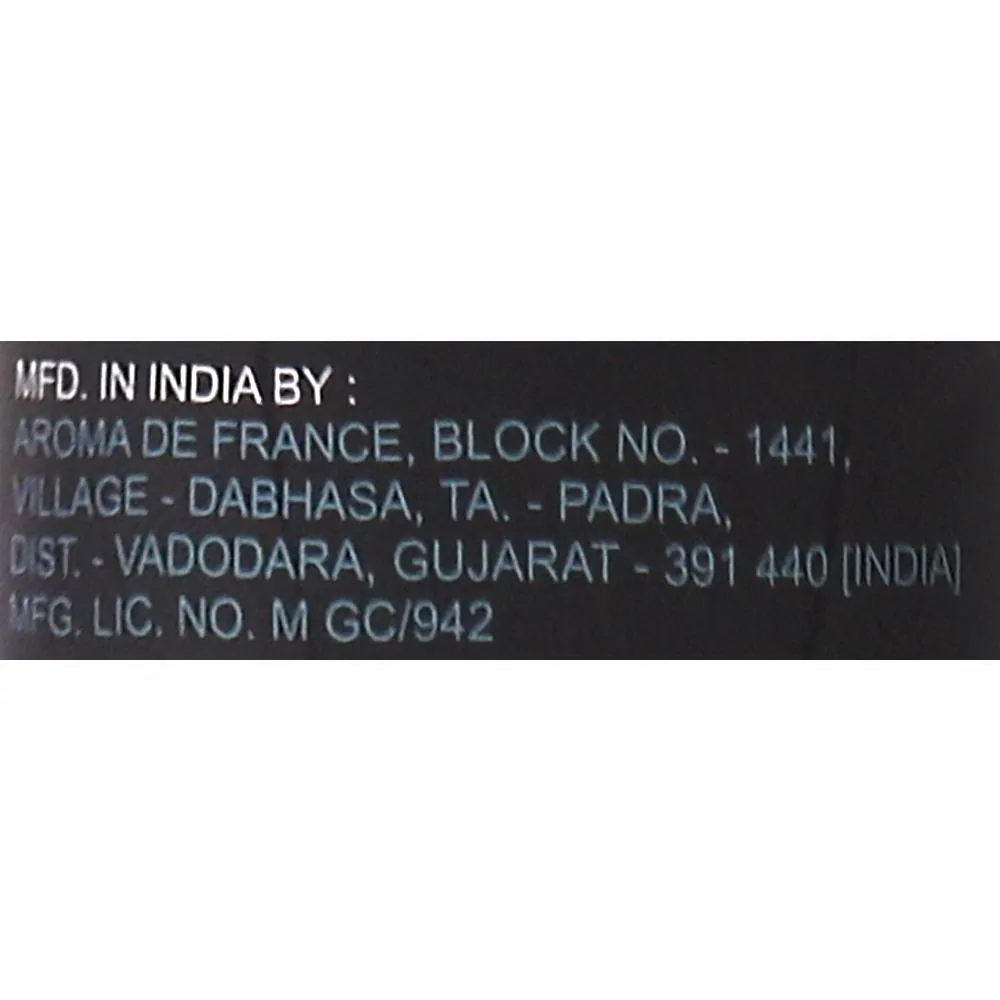 MFD. IN INDIA BY :
AROMA DE FRANCE, BLOCK NO. - 1441,
VILLAGE - DABHASA, TA. - PADRA,
DIST. - VADODARA, GUJARAT - 391 440 [INDIA]
MFG. LIC. NO. M GC/942